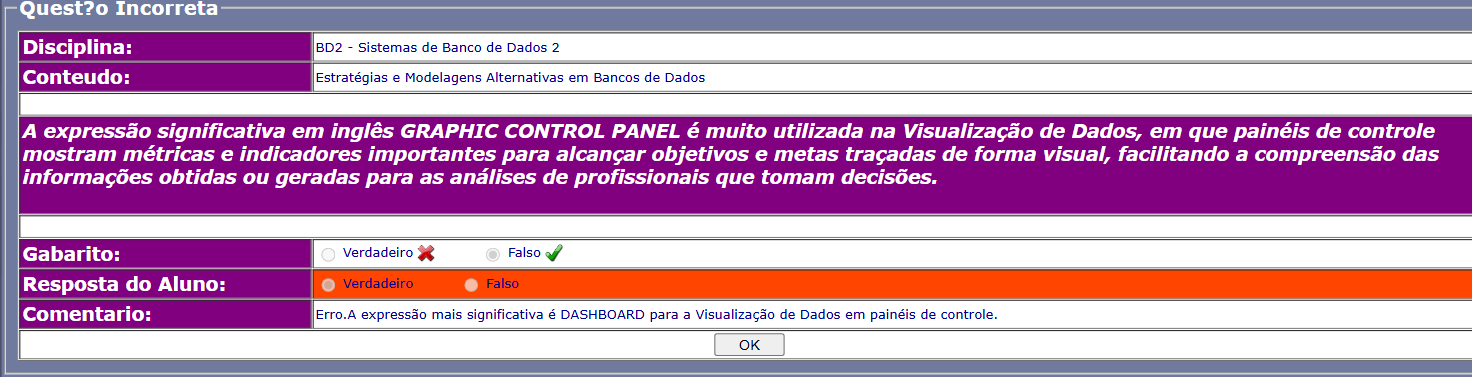 Quest?o Incorreta
Disciplina: BD2 - Sistemas de Banco de Dados 2
Conteudo: Estratégias e Modelagens Alternativas em Bancos de Dados
A expressão significativa em inglês GRAPHIC CONTROL PANEL é muito utilizada na Visualização de Dados, em que painéis de controle
mostram métricas e indicadores importantes para alcançar objetivos e metas traçadas de forma visual, facilitando a compreensão das
informações obtidas ou geradas para as análises de profissionais que tomam decisões.
Gabarito: Verdadeiro Falso
Resposta do Aluno: Verdadeiro Falso
Comentario: Erro.A expressão mais significativa é DASHBOARD para a Visualização de Dados em painéis de controle.
OK